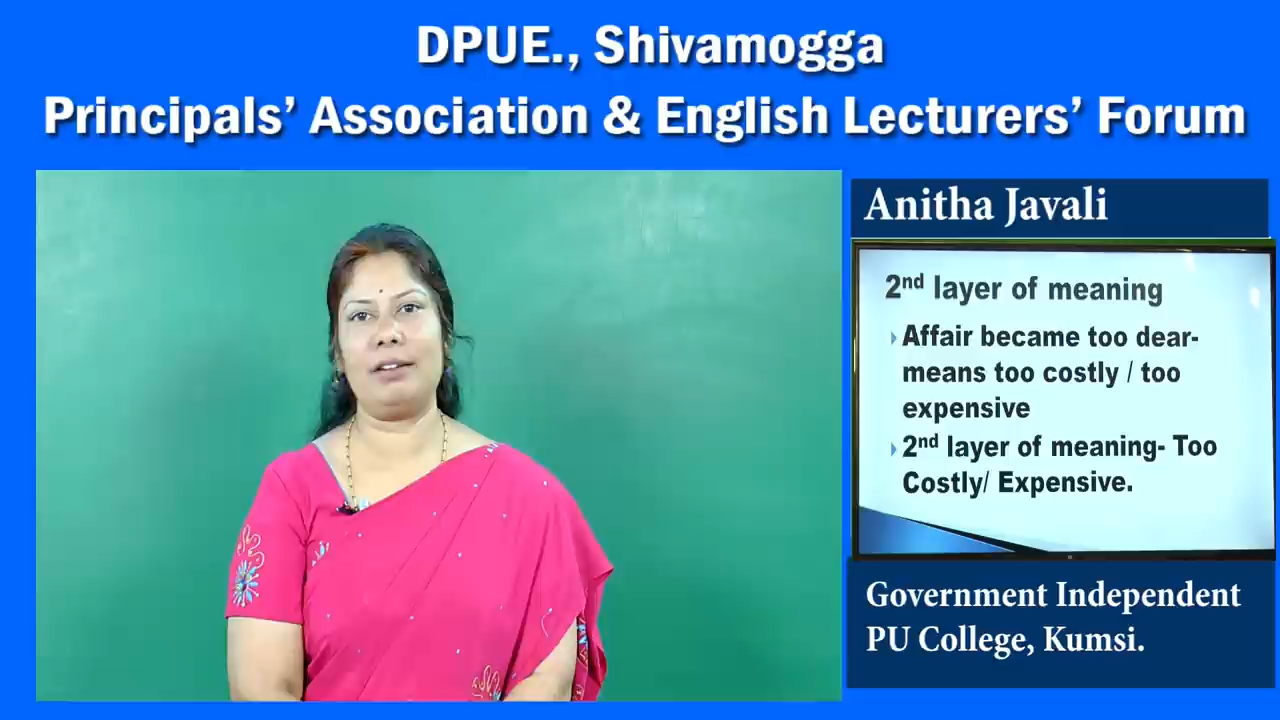 DPUE., Shivamogga
Principals’ Association & English Lecturers’ Forum
Anitha Javali
2nd layer of meaning
Affair became too dear-
means too costly / too
expensive
2nd layer of meaning- Too
Costly/ Expensive.
Government Independent
PU College, Kumsi.